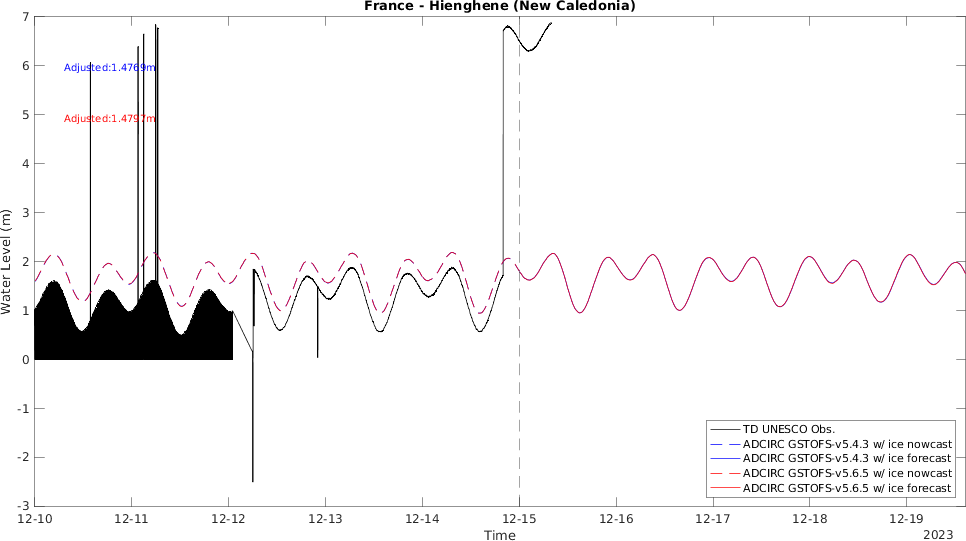 France - Hienghene (New Caledonia)
7
6
5
4
3
2
1
0
-1
-2
-3
Water Level (m)
Adjusted:1.4769m
Adjusted:1.4797m
TD UNESCO Obs.
ADCIRC GSTOFS-v5.4.3 w/ ice nowcast
ADCIRC GSTOFS-v5.4.3 w/ ice forecast
ADCIRC GSTOFS-v5.6.5 w/ ice nowcast
ADCIRC GSTOFS-v5.6.5 w/ ice forecast
12-10 12-11 12-12 12-13 12-14 12-15 12-16 12-17 12-18 12-19
Time
2023